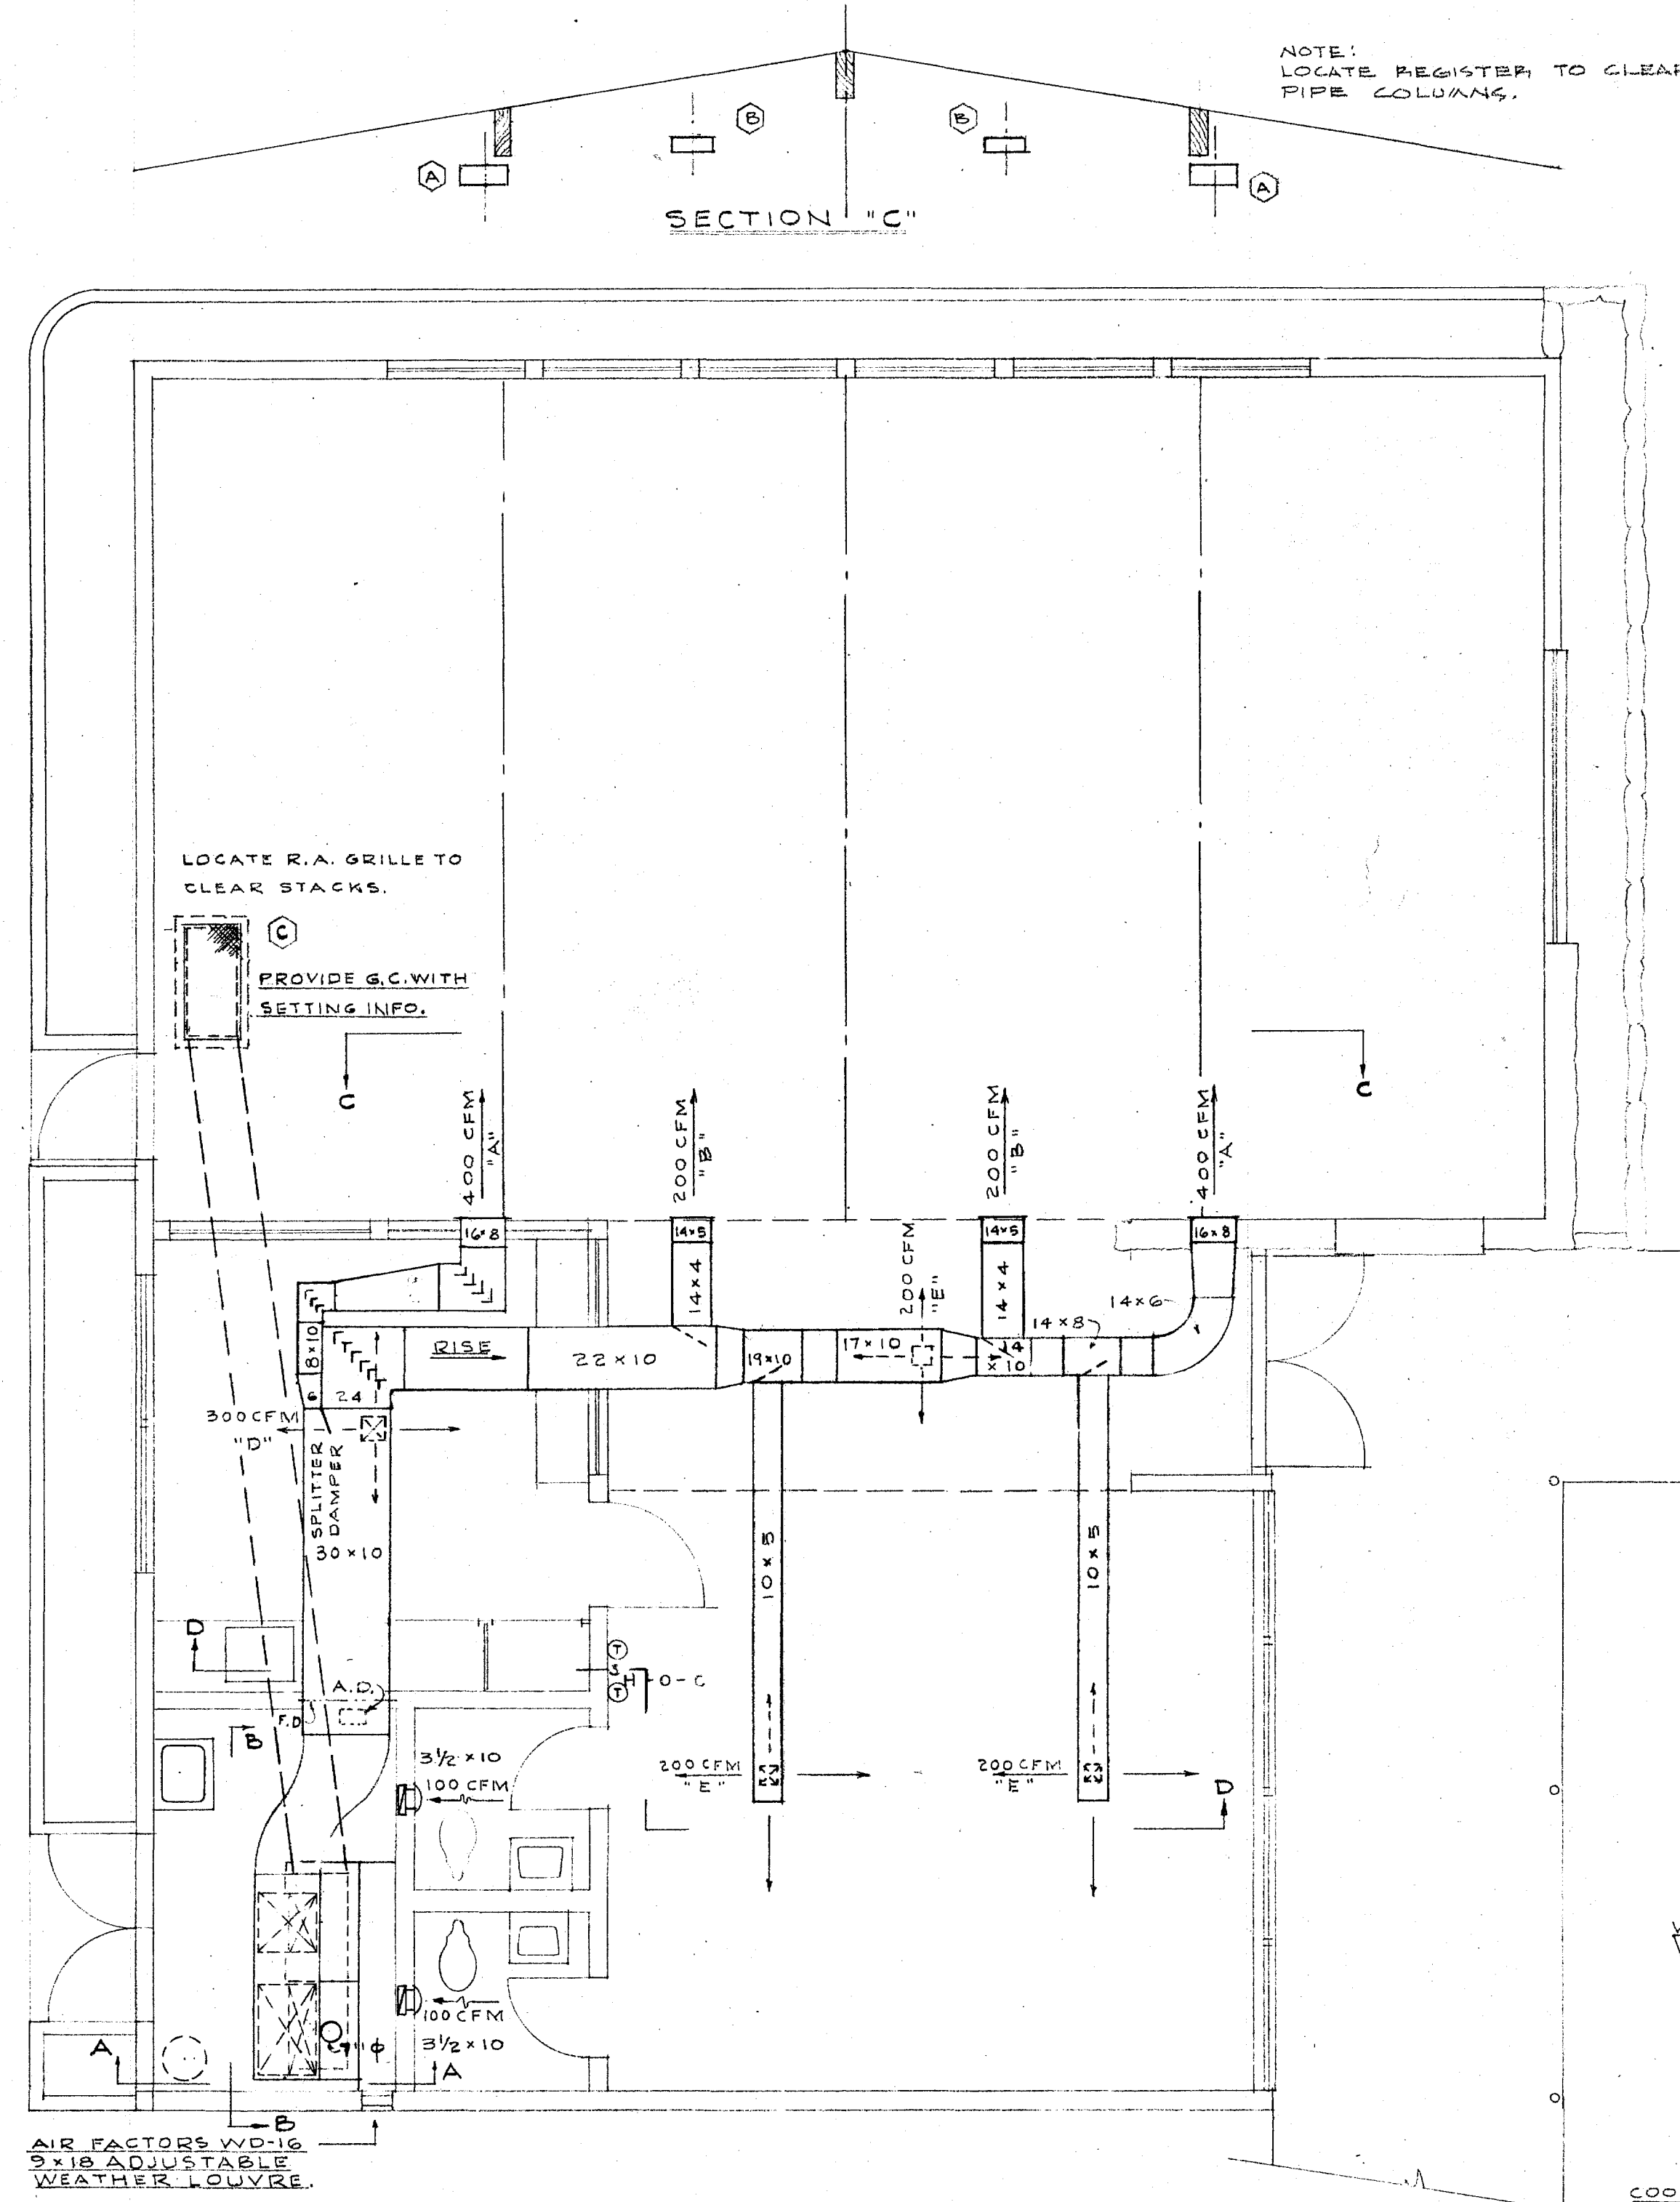 NOTE:
LOCATE REGISTER TO CLEAR
PIPE COLUMNS.
B
B
A
A
SECTION "C"
LOCATE R.A. GRILLE TO
CLEAR STACKS.
C
PROVIDE G.C. WITH
SETTING INFO.
C
C
400 CFM
"A"
200 CFM
"B"
200 CFM
"B"
400 CFM
"A"
16×8
14×5
14×5
16×8
14×4
200 CFM
"E"
14×4
14×6
14×8
8×10
RISE
22×10
19×10
17×10
14
×10
6
24
300 CFM
"D"
SPLITTER
DAMPER
30×10
10×5
10×5
D
T
S
T
H-O-C
A.D.
F.D
B
3½×10
100 CFM
200 CFM
"E"
200 CFM
"E"
D
100 CFM
3½×10
A
A
B
AIR FACTORS WD-16
9×18 ADJUSTABLE
WEATHER LOUVRE.
COO